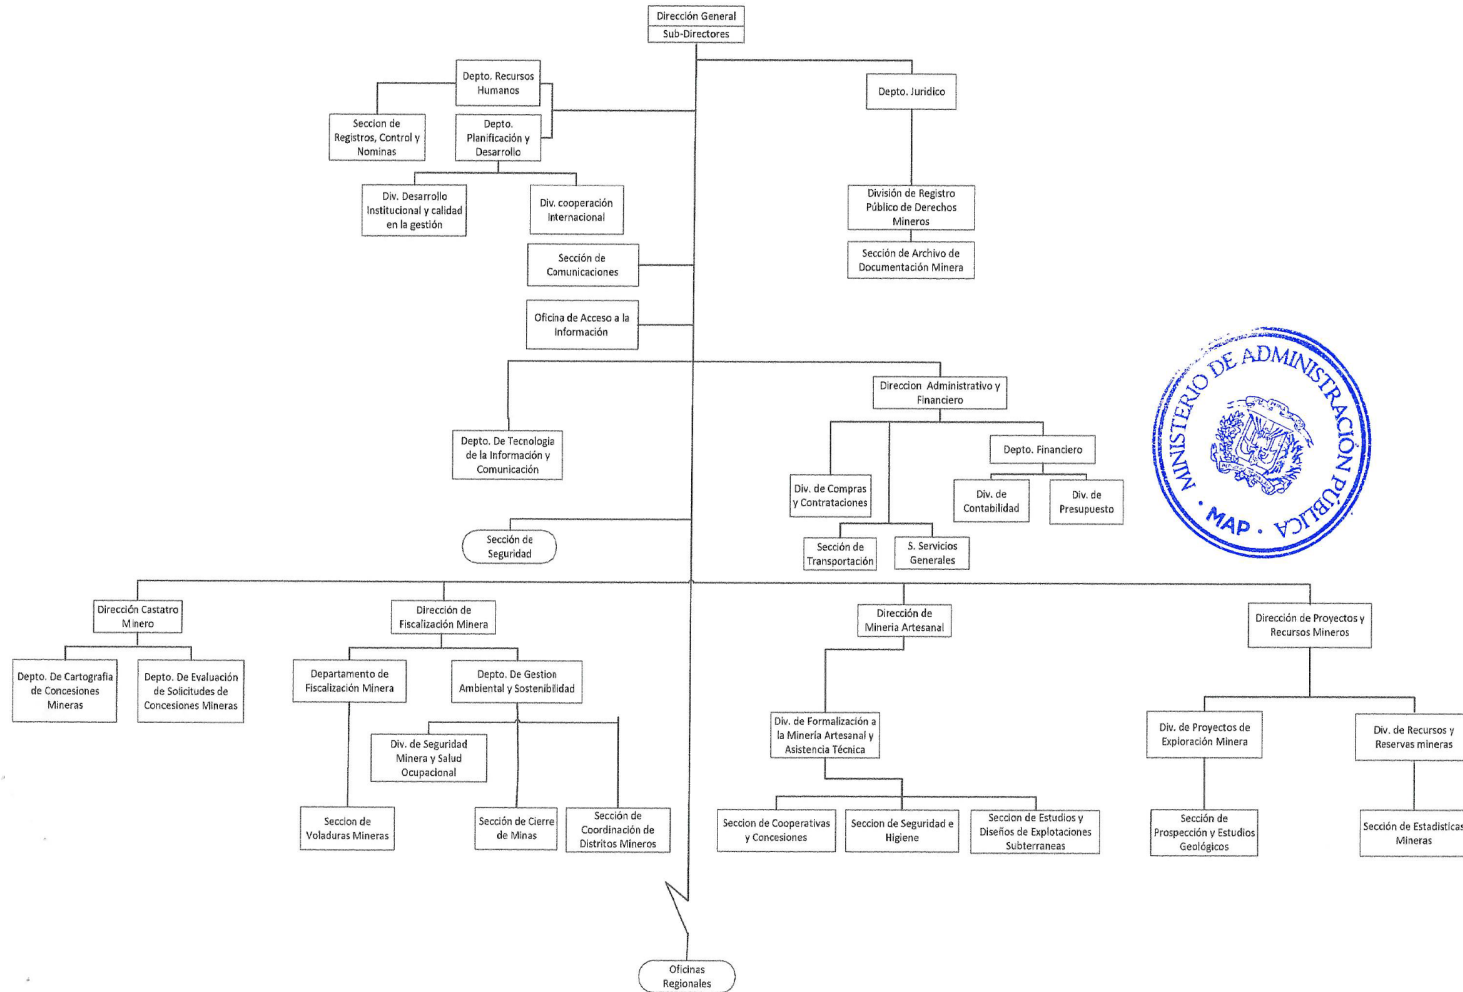 Dirección General
Sub-Directores
Depto. Recursos
Humanos
Depto. Juridico
Seccion de
Registros, Control y
Nominas
Depto.
Planificación y
Desarrollo
Div. Desarrollo
Institucional y calidad
en la gestión
Div. cooperación
Internacional
División de Registro
Público de Derechos
Mineros
Sección de
Comunicaciones
Sección de Archivo de
Documentación Minera
Oficina de Acceso a la
Información
Direccion Administrativo y
Financiero
Depto. De Tecnologia
de la Información y
Comunicación
Depto. Financiero
Div. de Compras
y Contrataciones
Div. de
Contabilidad
Div. de
Presupuesto
Sección de
Seguridad
Sección de
Transportación
S. Servicios
Generales
MINISTERIO DE ADMINISTRACIÓN PÚBLICA
· MAP ·
Dirección Castatro
Minero
Dirección de
Fiscalización Minera
Dirección de
Mineria Artesanal
Dirección de Proyectos y
Recursos Mineros
Depto. De Cartografia
de Concesiones
Mineras
Depto. De Evaluación
de Solicitudes de
Concesiones Mineras
Departamento de
Fiscalización Minera
Depto. De Gestion
Ambiental y Sostenibilidad
Div. de Seguridad
Minera y Salud
Ocupacional
Div. de Formalización a
la Minería Artesanal y
Asistencia Técnica
Div. de Proyectos de
Exploración Minera
Div. de Recursos y
Reservas mineras
Seccion de
Voladuras Mineras
Sección de Cierre
de Minas
Sección de
Coordinación de
Distritos Mineros
Seccion de Cooperativas
y Concesiones
Seccion de Seguridad e
Higiene
Seccion de Estudios y
Diseños de Explotaciones
Subterraneas
Sección de
Prospección y Estudios
Geológicos
Sección de Estadisticas
Mineras
Oficinas
Regionales